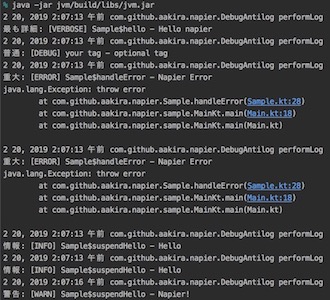 % java -jar jvm/build/libs/jvm.jar
2 20, 2019 2:07:13 午前 com.github.aakira.napier.DebugAntilog performLog
最も詳細: [VERBOSE] Sample$hello - Hello napier
2 20, 2019 2:07:13 午前 com.github.aakira.napier.DebugAntilog performLog
普通: [DEBUG] your tag - optional tag
2 20, 2019 2:07:13 午前 com.github.aakira.napier.DebugAntilog performLog
重大: [ERROR] Sample$handleError - Napier Error
java.lang.Exception: throw error
at com.github.aakira.napier.Sample.handleError(Sample.kt:28)
at com.github.aakira.napier.sample.MainKt.main(Main.kt:18)
at com.github.aakira.napier.sample.MainKt.main(Main.kt)
2 20, 2019 2:07:13 午前 com.github.aakira.napier.DebugAntilog performLog
重大: [ERROR] Sample$handleError - Napier Error
java.lang.Exception: throw error
at com.github.aakira.napier.Sample.handleError(Sample.kt:28)
at com.github.aakira.napier.sample.MainKt.main(Main.kt:18)
at com.github.aakira.napier.sample.MainKt.main(Main.kt)
2 20, 2019 2:07:13 午前 com.github.aakira.napier.DebugAntilog performLog
情報: [INFO] Sample$suspendHello - Hello
2 20, 2019 2:07:13 午前 com.github.aakira.napier.DebugAntilog performLog
情報: [INFO] Sample$suspendHello - Hello
2 20, 2019 2:07:16 午前 com.github.aakira.napier.DebugAntilog performLog
警告: [WARN] Sample$suspendHello - Napier!